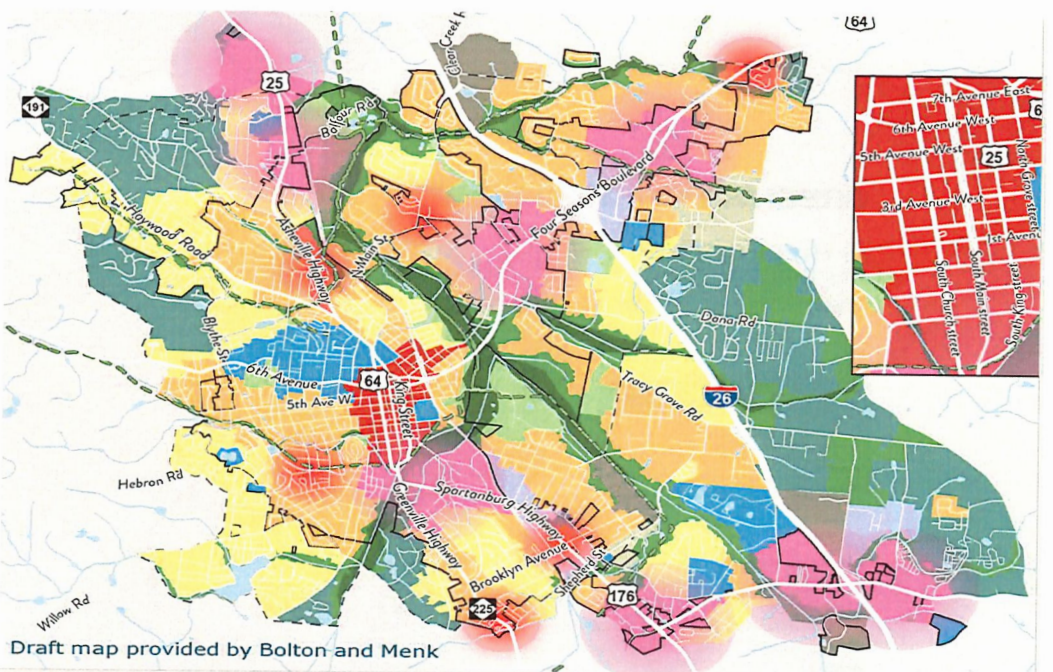 64
Clear Creek
25
191
Balfour Rd
7th Avenue East
6
6th Avenue West
5th Avenue West
25
North Grove street
3rd Avenue West
1st Avenu
South Church street
South Main street
South King street
Four Seasons Boulevard
Haywood Road
Asheville Highway
N Main St
Dana Rd
Blythe St
6th Avenue
64
5th Ave W
King Street
Tracy Grove Rd
26
Hebron Rd
Spartanburg Highway
Greenville Highway
Brooklyn Avenue
Shepherd St
176
225
Willow Rd
Draft map provided by Bolton and Menk